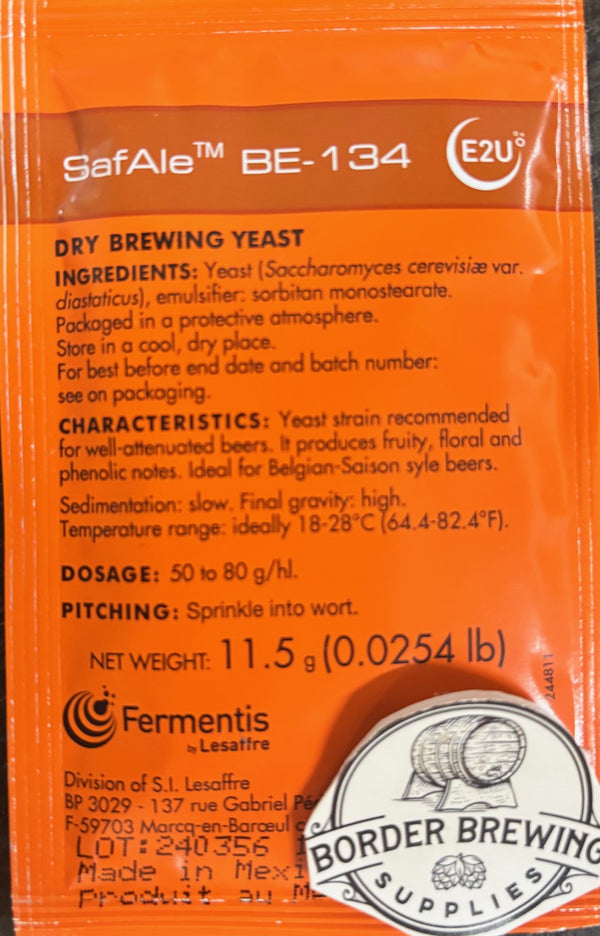 SafAle™ BE-134
E2U
DRY BREWING YEAST
INGREDIENTS: Yeast (Saccharomyces cerevisiæ var.
diastaticus), emulsifier: sorbitan monostearate.
Packaged in a protective atmosphere.
Store in a cool, dry place.
For best before end date and batch number:
see on packaging.
CHARACTERISTICS: Yeast strain recommended
for well-attenuated beers. It produces fruity, floral and
phenolic notes. Ideal for Belgian-Saison syle beers.
Sedimentation: slow. Final gravity: high.
Temperature range: ideally 18-28°C (64.4-82.4°F).
DOSAGE: 50 to 80 g/hl.
PITCHING: Sprinkle into wort.
NET WEIGHT: 11.5 g (0.0254 lb)
244811
Fermentis
by Lesaffre
Division of S.I. Lesaffre
BP 3029 - 137 rue Gabriel
F-59703 Marcq-en-Barœul
LOT:240356
Made in
Produit au
BORDER BREWING
SUPPLIES